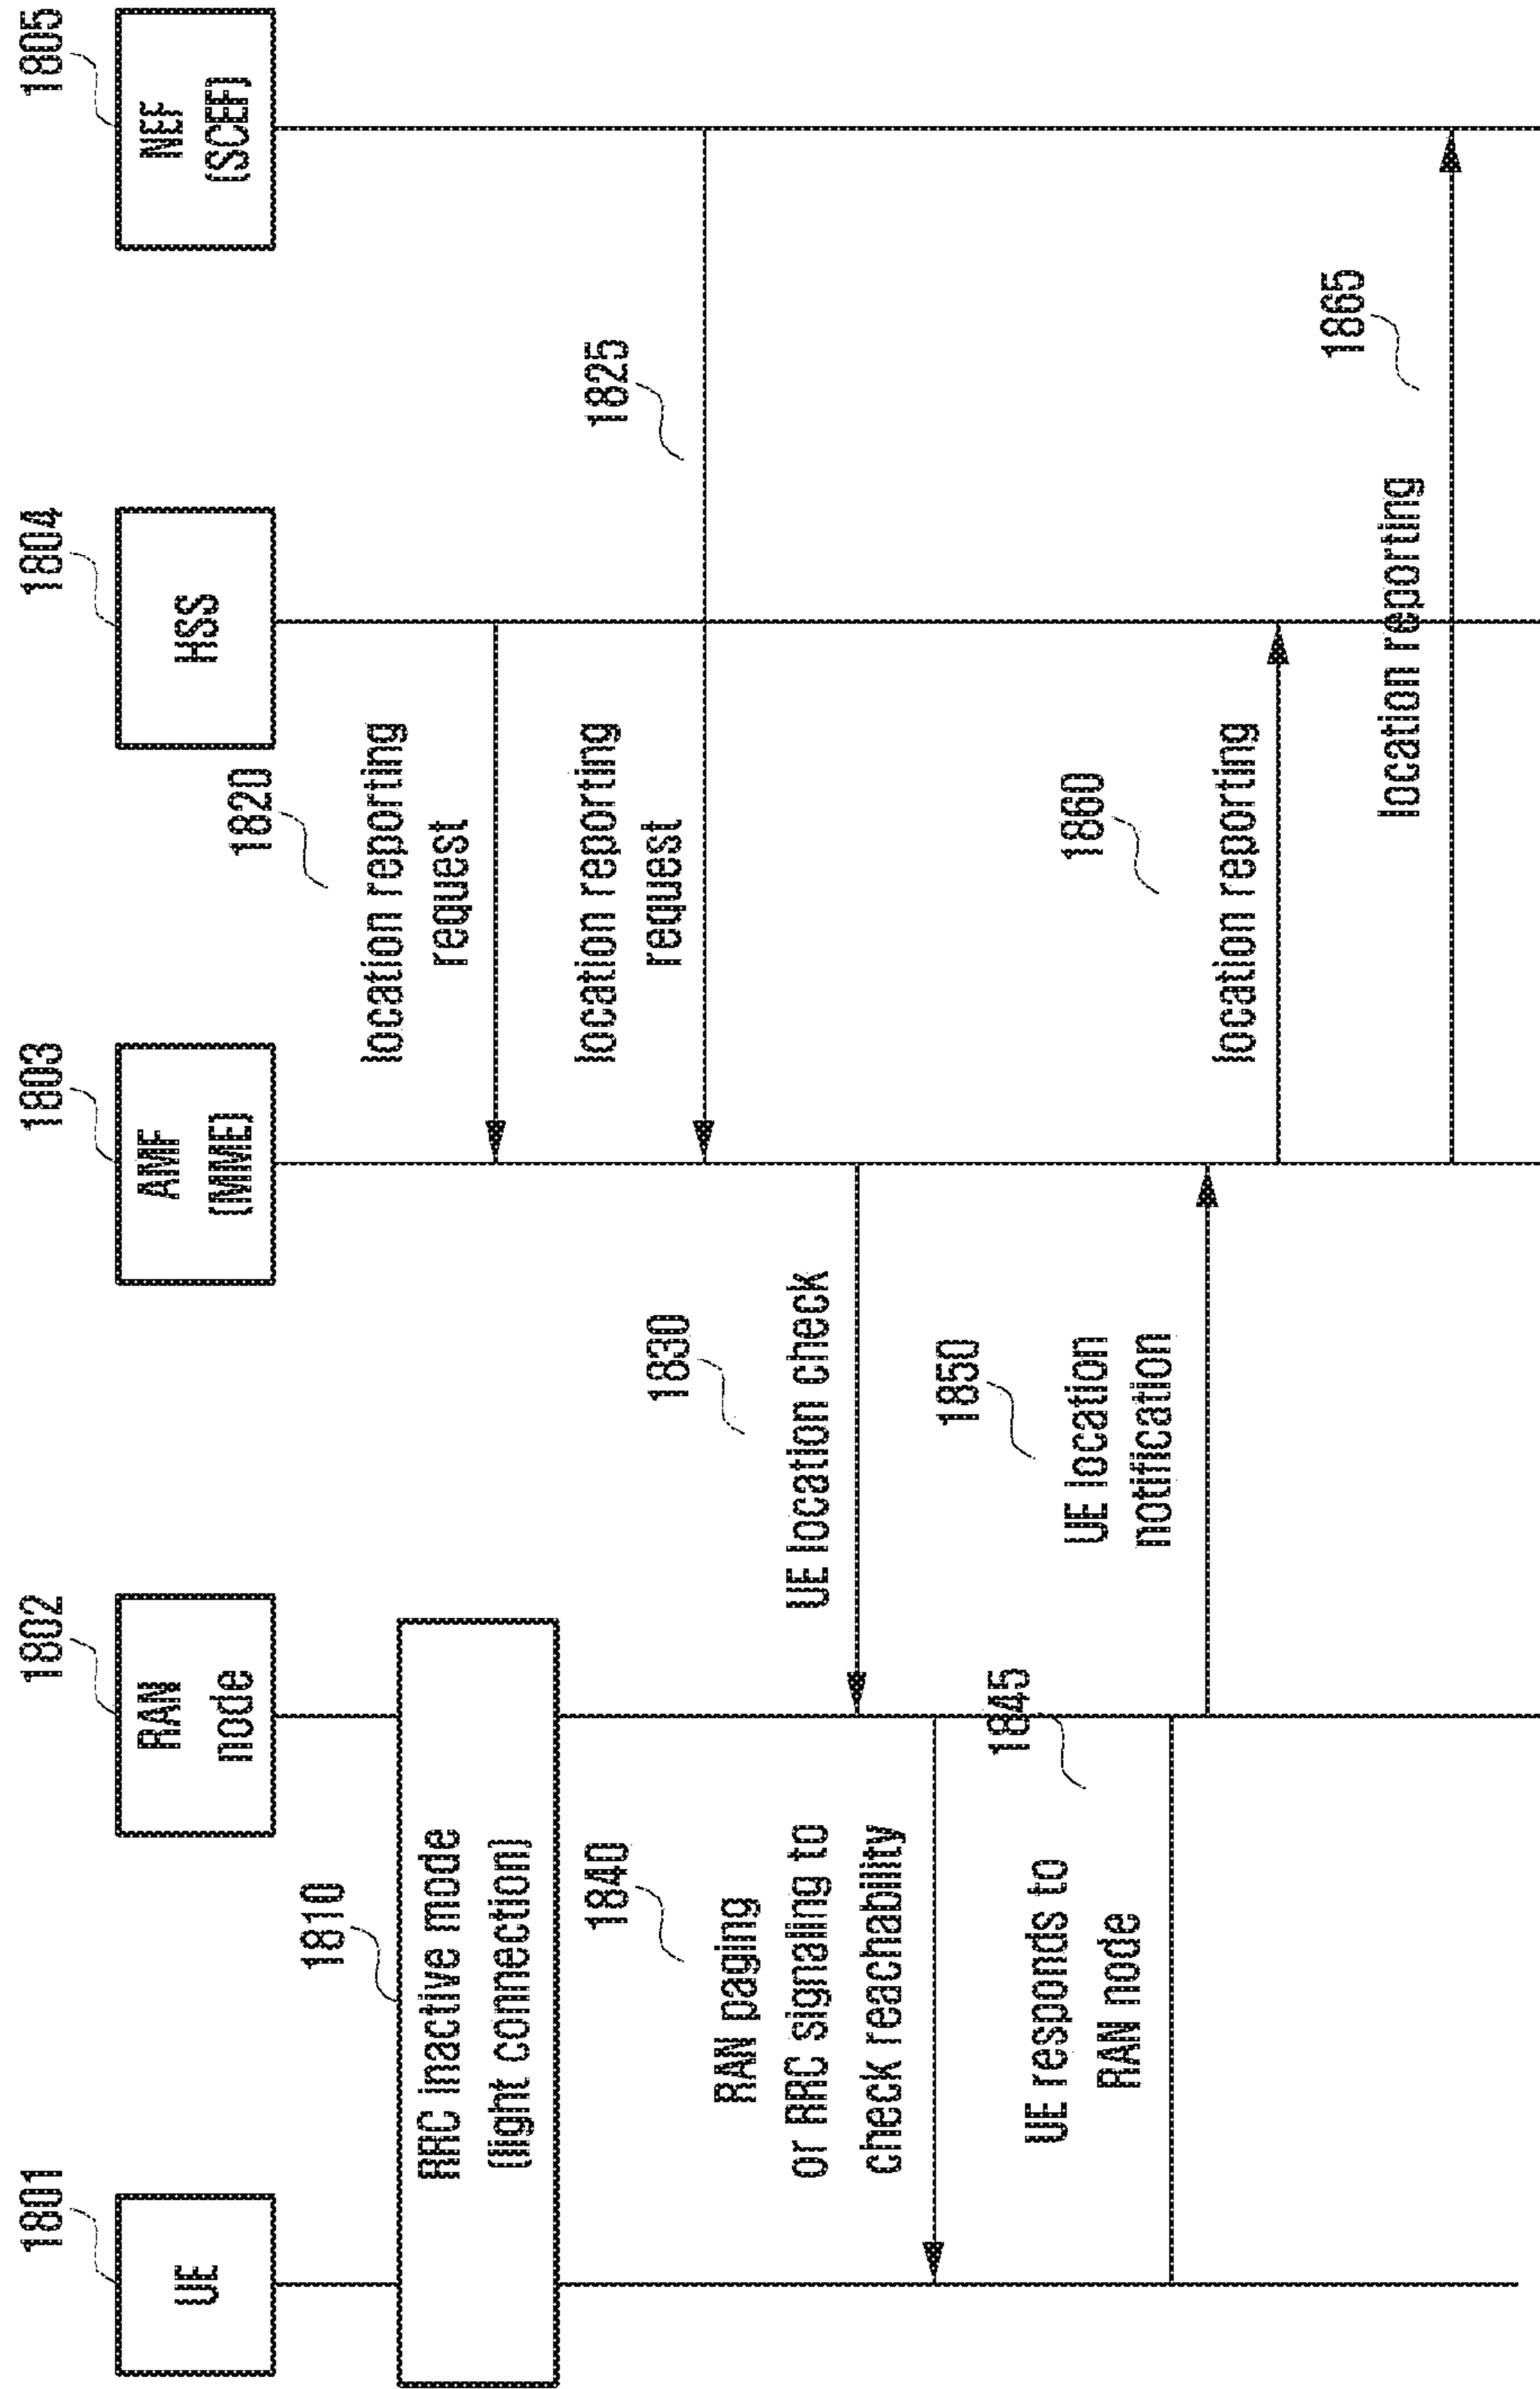 1801
UE
1802
RAN
node
1803
AMF
(MME)
1804
HSS
1805
NEF
(SCEF)
1810
RRC inactive mode
(light connection)
1820
location reporting
request
1825
location reporting
request
1830
UE location check
1840
RAN paging
or RRC signaling to
check reachability
1845
UE responds to
RAN node
1850
UE location
notification
1860
location reporting
1865
location reporting